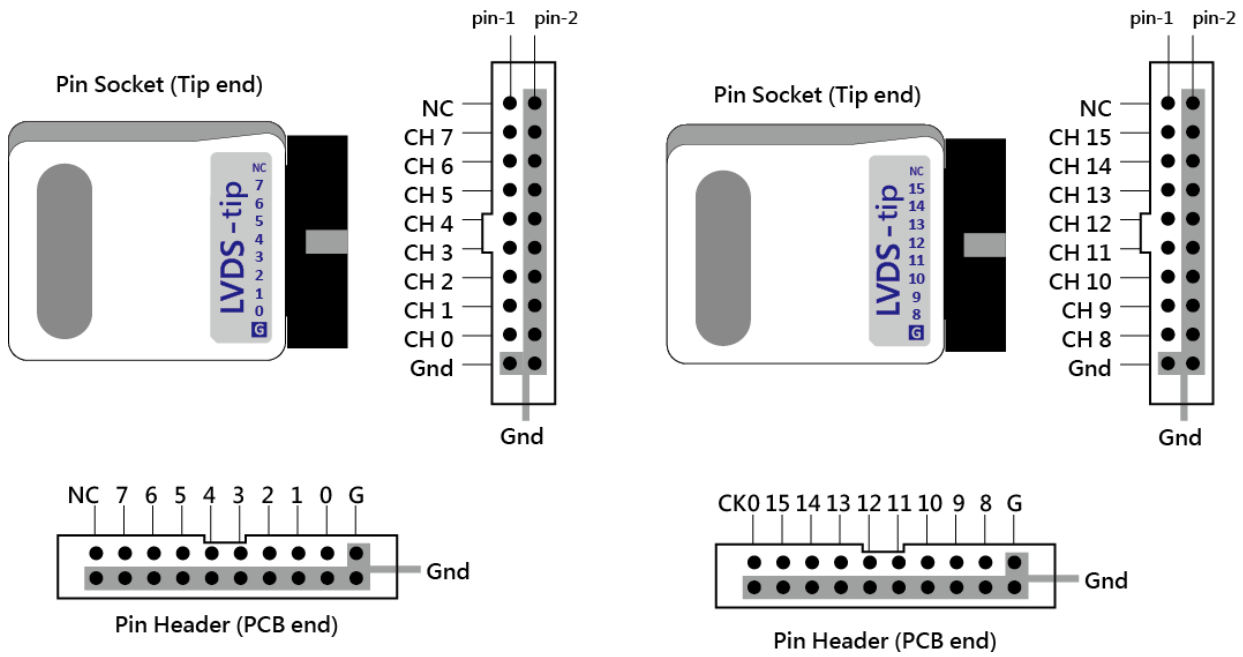 pin-1 pin-2
Pin Socket (Tip end)
NC
CH 7
CH 6
CH 5
CH 4
CH 3
CH 2
CH 1
CH 0
Gnd
Gnd
LVDS-tip
NC
7
6
5
4
3
2
1
0
G
NC 7 6 5 4 3 2 1 0 G
Gnd
Pin Header (PCB end)
pin-1 pin-2
Pin Socket (Tip end)
NC
CH 15
CH 14
CH 13
CH 12
CH 11
CH 10
CH 9
CH 8
Gnd
Gnd
LVDS-tip
NC
15
14
13
12
11
10
9
8
G
CK0 15 14 13 12 11 10 9 8 G
Gnd
Pin Header (PCB end)